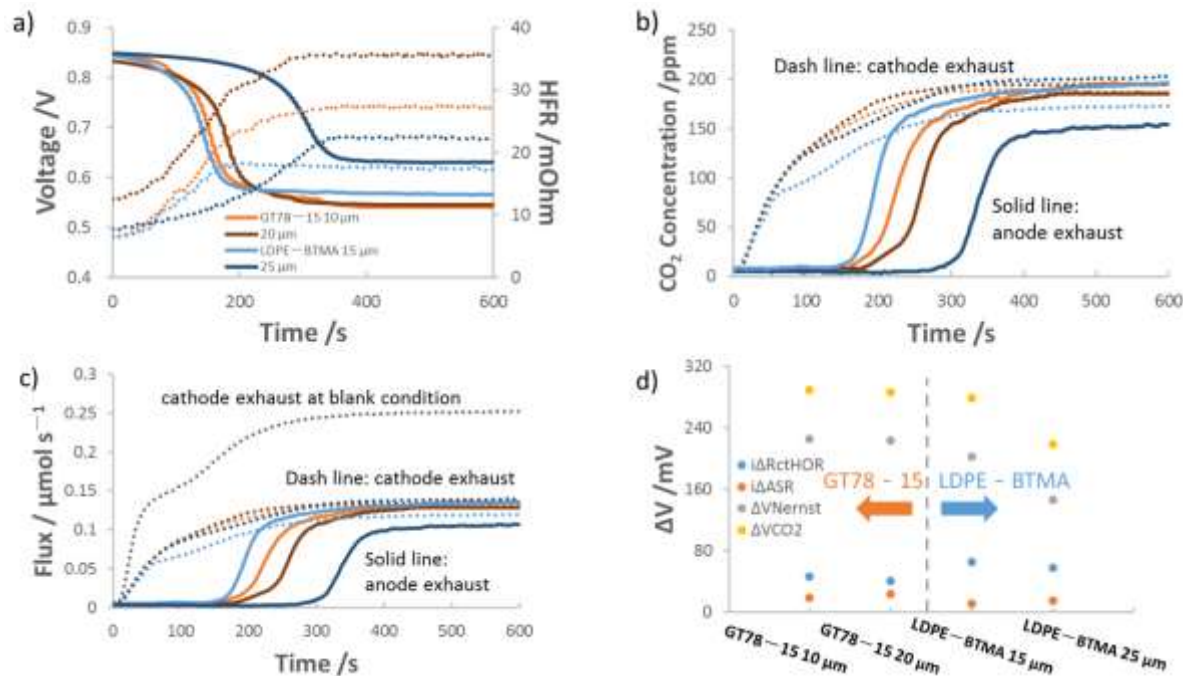 a)
0.9
0.8
0.7
0.6
0.5
0.4
Voltage /V
40
30
20
10
0
HFR / mOhm
GT78－15 10 μm
20 μm
LDPE－BTMA 15 μm
25 μm
0
200
400
600
Time /s
b)
250
200
150
100
50
0
CO2 Concentration /ppm
Dash line: cathode exhaust
Solid line:
anode exhaust
0
100
200
300
400
500
600
Time /s
c)
0.3
0.25
0.2
0.15
0.1
0.05
0
Flux / μmol s⁻¹
cathode exhaust at blank condition
Dash line: cathode exhaust
Solid line:
anode exhaust
0
100
200
300
400
500
600
Time /s
d)
320
240
160
80
0
ΔV /mV
iΔRctHOR
iΔASR
ΔVNernst
ΔVCO2
GT78 - 15
LDPE - BTMA
GT78－15 10 μm
GT78－15 20 μm
LDPE－BTMA 15 μm
LDPE－BTMA 25 μm